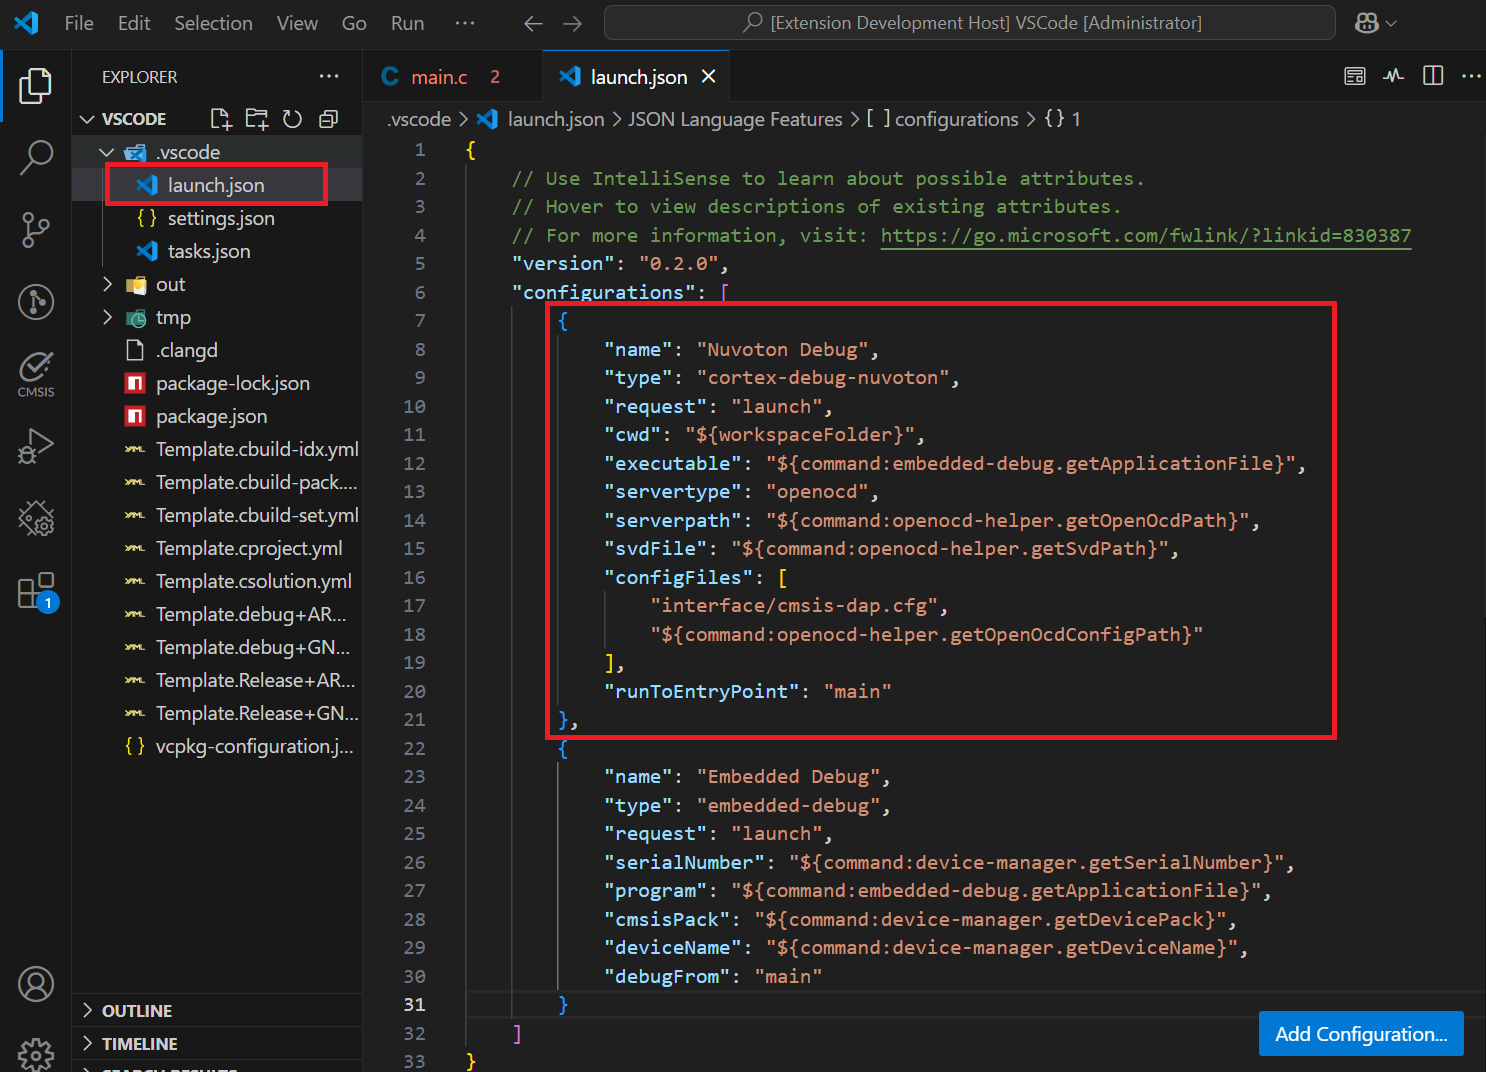 File Edit Selection View Go Run ···
[Extension Development Host] VSCode [Administrator]
EXPLORER
VSCODE
.vscode
launch.json
settings.json
tasks.json
out
tmp
.clangd
package-lock.json
package.json
Template.cbuild-idx.yml
Template.cbuild-pack....
Template.cbuild-set.yml
Template.cproject.yml
Template.csolution.yml
Template.debug+AR...
Template.debug+GN...
Template.Release+AR...
Template.Release+GN...
vcpkg-configuration.j...
OUTLINE
TIMELINE
SEARCH RESULTS
CMSIS
1
main.c 2
launch.json
.vscode > launch.json > JSON Language Features > [ ] configurations > {} 1
1 {
2 // Use IntelliSense to learn about possible attributes.
3 // Hover to view descriptions of existing attributes.
4 // For more information, visit: https://go.microsoft.com/fwlink/?linkid=830387
5 "version": "0.2.0",
6 "configurations": [
7 {
8 "name": "Nuvoton Debug",
9 "type": "cortex-debug-nuvoton",
10 "request": "launch",
11 "cwd": "${workspaceFolder}",
12 "executable": "${command:embedded-debug.getApplicationFile}",
13 "servertype": "openocd",
14 "serverpath": "${command:openocd-helper.getOpenOcdPath}",
15 "svdFile": "${command:openocd-helper.getSvdPath}",
16 "configFiles": [
17 "interface/cmsis-dap.cfg",
18 "${command:openocd-helper.getOpenOcdConfigPath}"
19 ],
20 "runToEntryPoint": "main"
21 },
22 {
23 "name": "Embedded Debug",
24 "type": "embedded-debug",
25 "request": "launch",
26 "serialNumber": "${command:device-manager.getSerialNumber}",
27 "program": "${command:embedded-debug.getApplicationFile}",
28 "cmsisPack": "${command:device-manager.getDevicePack}",
29 "deviceName": "${command:device-manager.getDeviceName}",
30 "debugFrom": "main"
31 }
32 ]
33 }
Add Configuration...